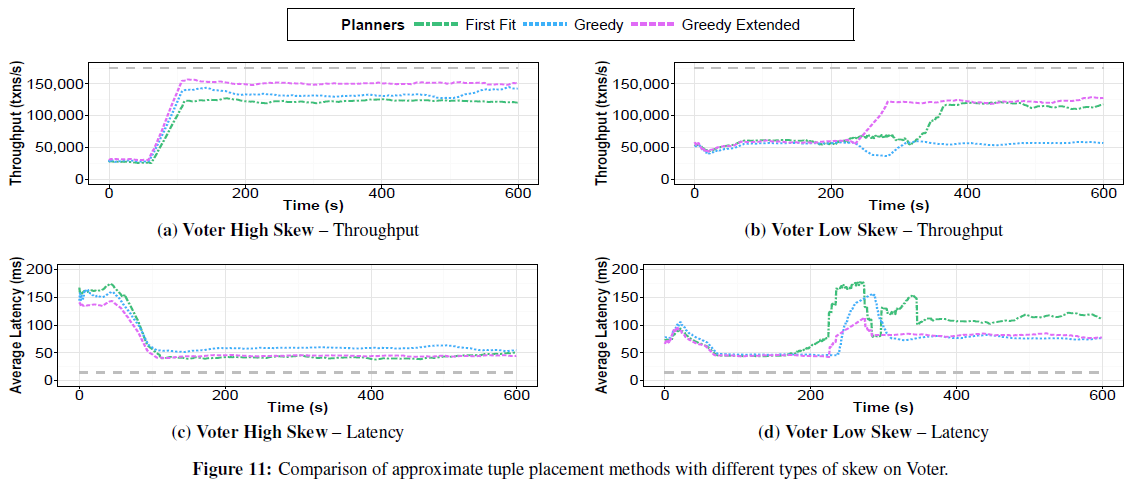 Planners First Fit Greedy Greedy Extended
Throughput (txns/s)
150,000
100,000
50,000
0
0 200 400 600
Time (s)
(a) Voter High Skew – Throughput
Throughput (txns/s)
150,000
100,000
50,000
0
0 200 400 600
Time (s)
(b) Voter Low Skew – Throughput
Average Latency (ms)
200
150
100
50
0
0 200 400 600
Time (s)
(c) Voter High Skew – Latency
Average Latency (ms)
200
150
100
50
0
0 200 400 600
Time (s)
(d) Voter Low Skew – Latency
Figure 11: Comparison of approximate tuple placement methods with different types of skew on Voter.